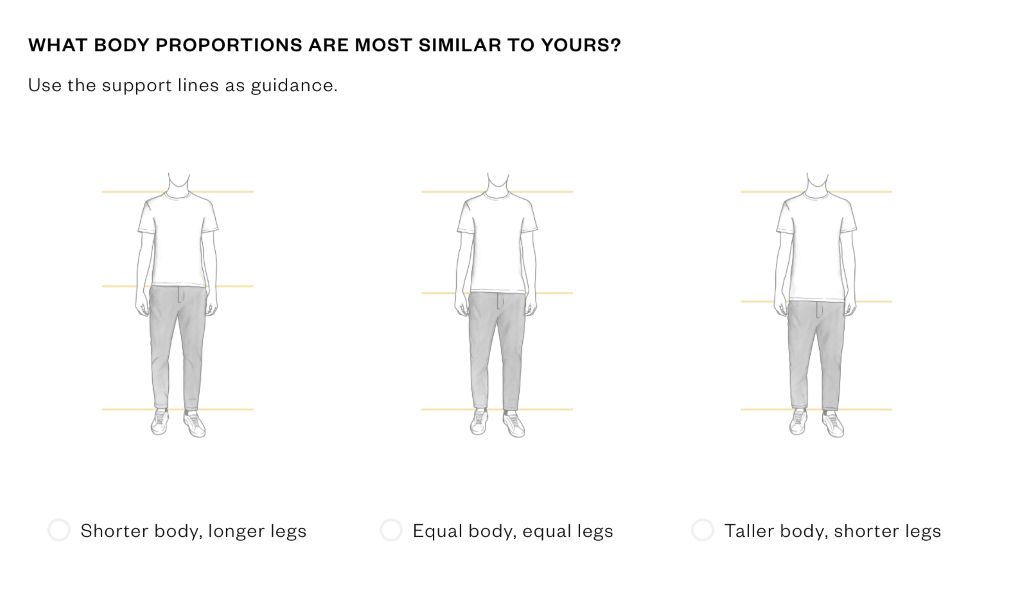 WHAT BODY PROPORTIONS ARE MOST SIMILAR TO YOURS?
Use the support lines as guidance.
Shorter body, longer legs
Equal body, equal legs
Taller body, shorter legs